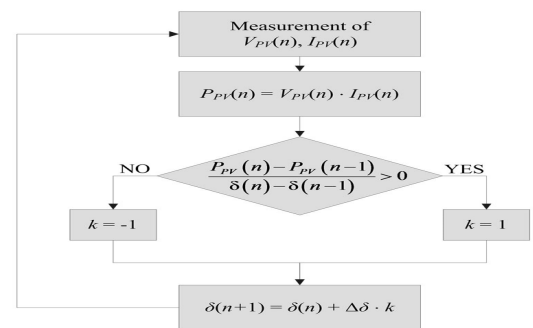 Measurement of
V_PV(n), I_PV(n)
P_PV(n) = V_PV(n) · I_PV(n)
NO
(P_PV(n) − P_PV(n−1)) / (δ(n) − δ(n−1)) > 0
YES
k = -1
k = 1
δ(n+1) = δ(n) + Δδ · k